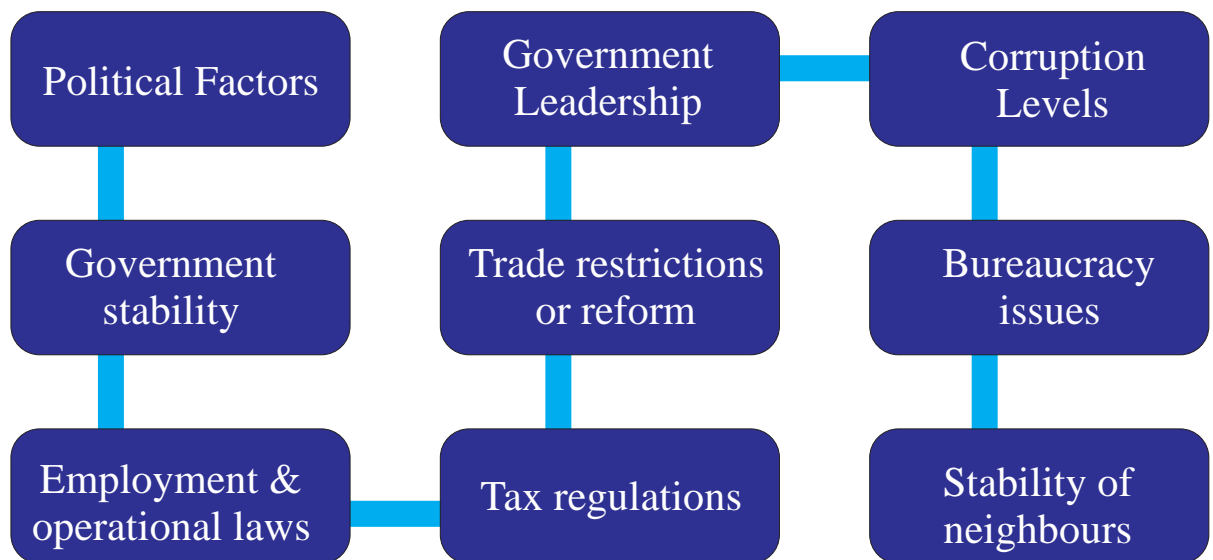 Political Factors
Government
stability
Employment &
operational laws
Tax regulations
Trade restrictions
or reform
Government
Leadership
Corruption
Levels
Bureaucracy
issues
Stability of
neighbours